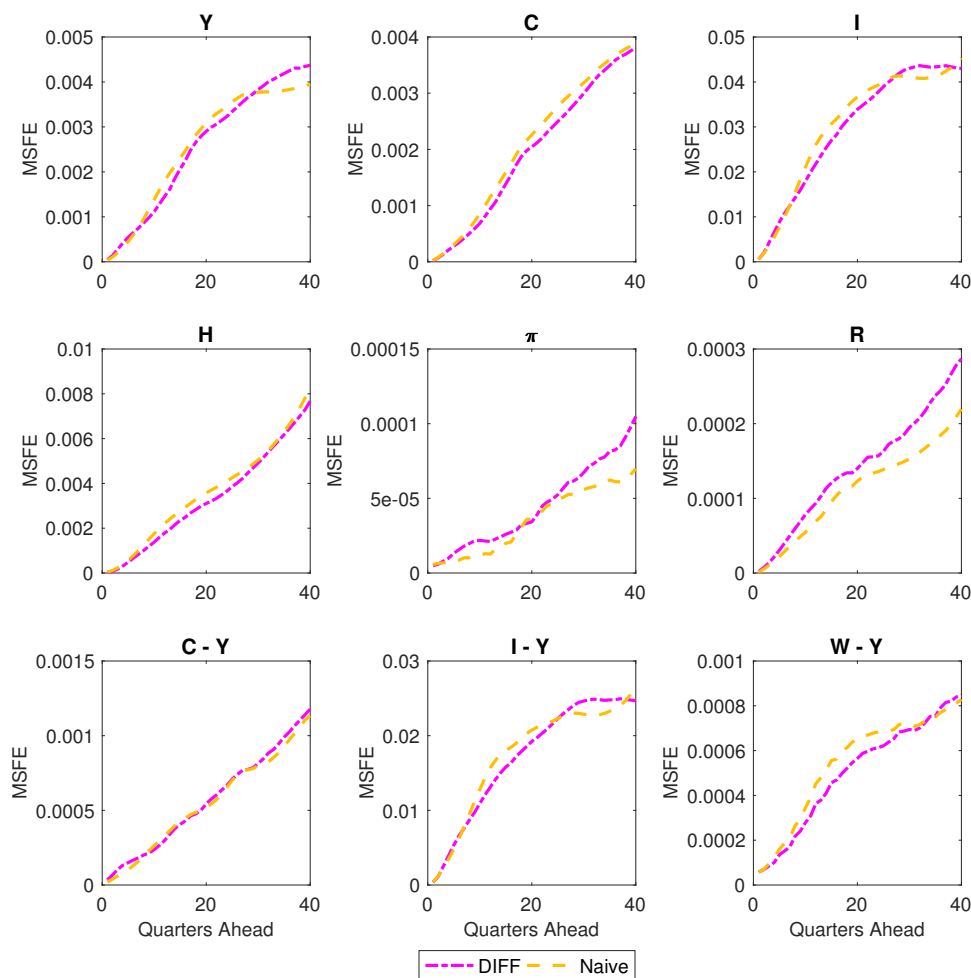 Y
C
I
0.005
0.004
0.003
0.002
0.001
0
MSFE
0
20
40
0.004
0.003
0.002
0.001
0
MSFE
0
20
40
0.05
0.04
0.03
0.02
0.01
0
MSFE
0
20
40
H
π
R
0.01
0.008
0.006
0.004
0.002
0
MSFE
0
20
40
0.00015
0.0001
5e-05
0
MSFE
0
20
40
0.0003
0.0002
0.0001
0
MSFE
0
20
40
C - Y
I - Y
W - Y
0.0015
0.001
0.0005
0
MSFE
0
20
40
Quarters Ahead
0.03
0.02
0.01
0
MSFE
0
20
40
Quarters Ahead
0.001
0.0008
0.0006
0.0004
0.0002
0
MSFE
0
20
40
Quarters Ahead
DIFF
Naive